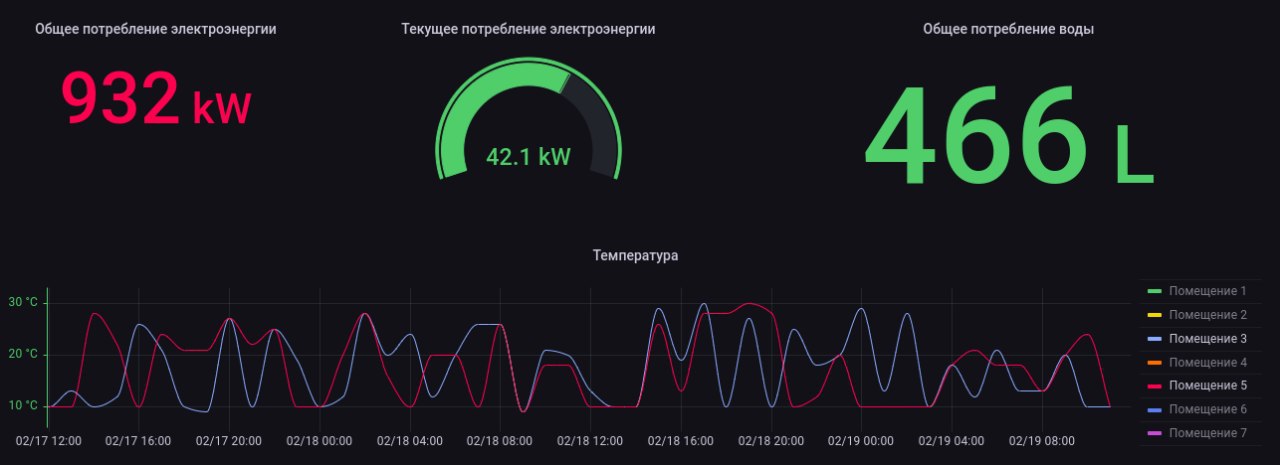 Общее потребление электроэнергии
Текущее потребление электроэнергии
Общее потребление воды
932 kW
42.1 kW
466 L
Температура
30 °C
20 °C
10 °C
02/17 12:00 02/17 16:00 02/17 20:00 02/18 00:00 02/18 04:00 02/18 08:00 02/18 12:00 02/18 16:00 02/18 20:00 02/19 00:00 02/19 04:00 02/19 08:00
Помещение 1
Помещение 2
Помещение 3
Помещение 4
Помещение 5
Помещение 6
Помещение 7